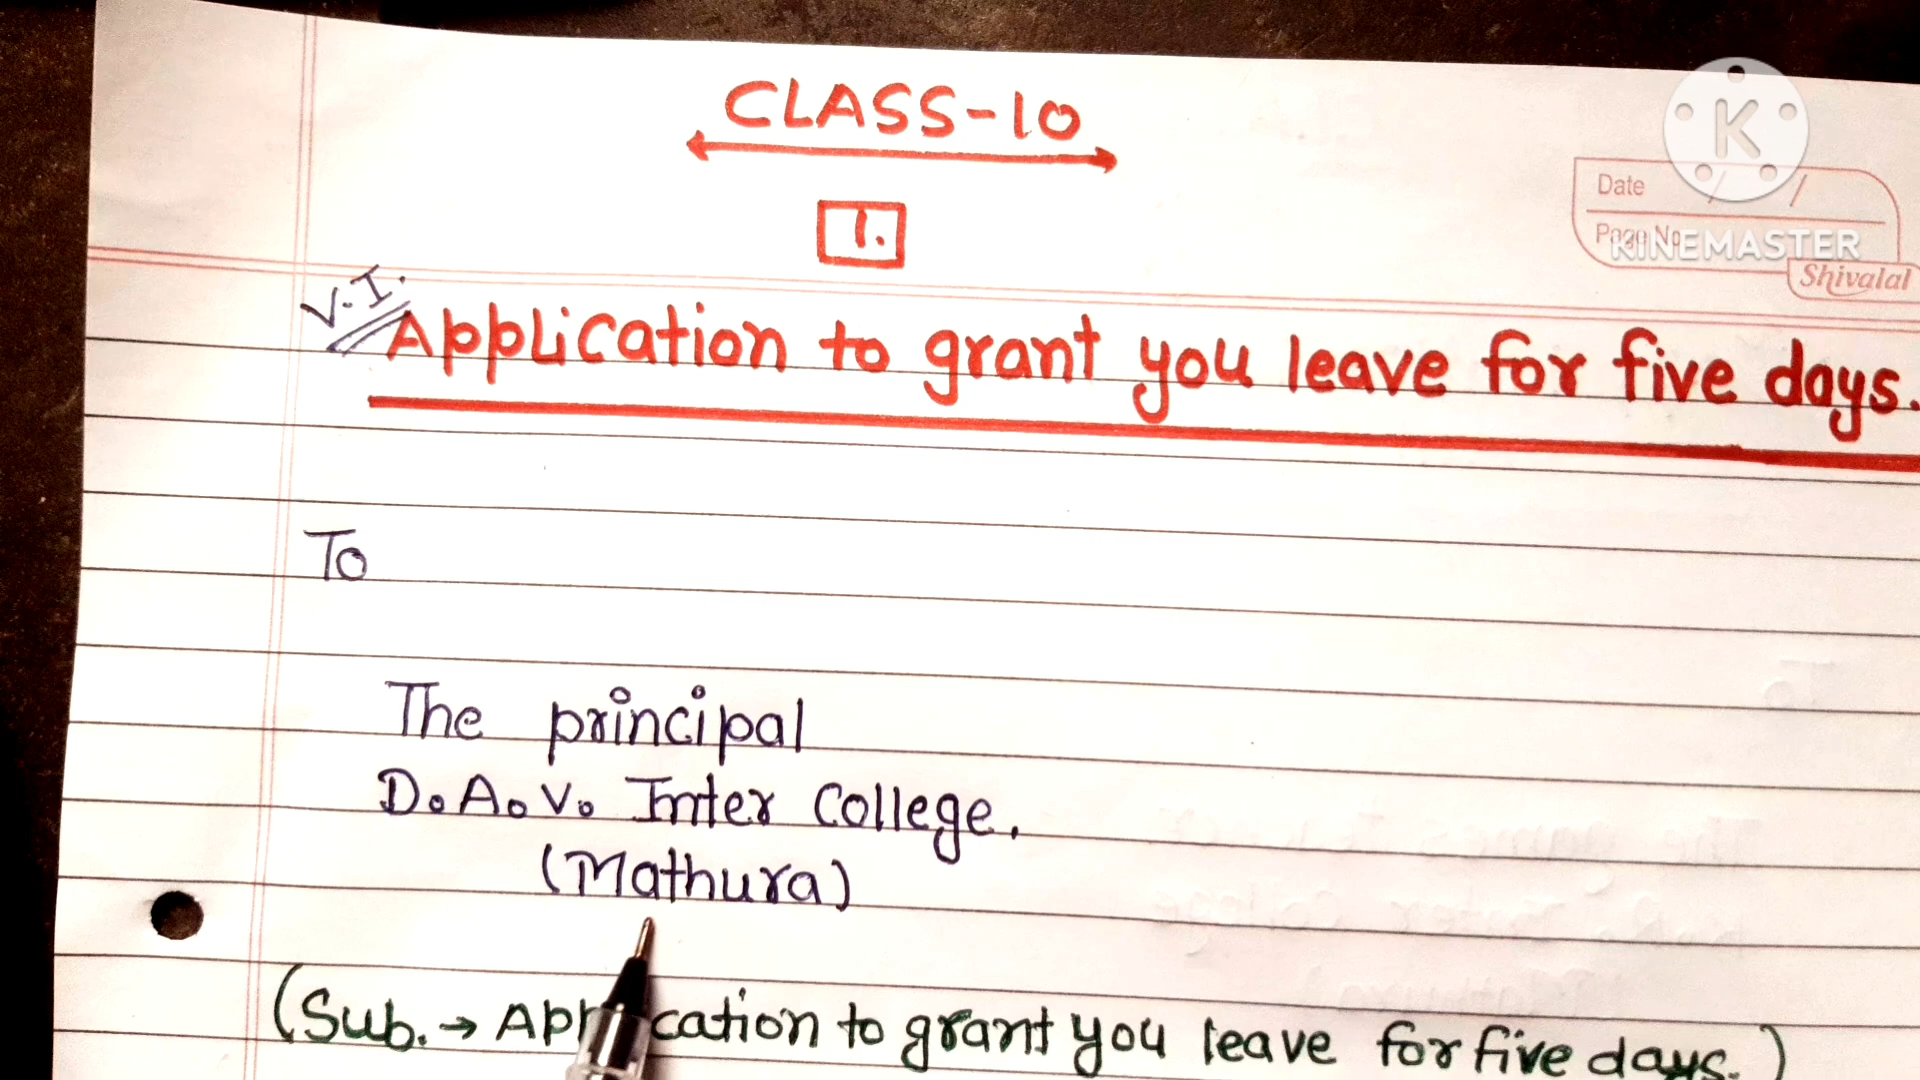 CLASS-10
1.
K
Date / /
Page No
KINEMASTER
Shivalal
V.I.
Application to grant you leave for five days.
To
The principal
D.A.V. Inter College.
(Mathura)
(Sub.→ Application to grant you leave for five days.)